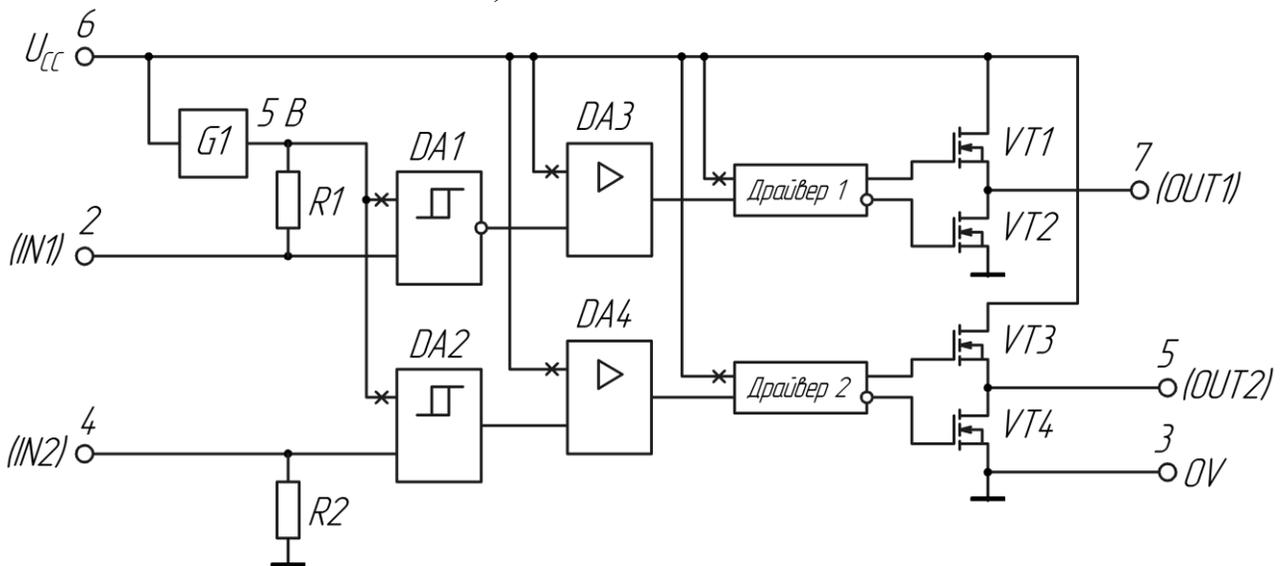 6
U_CC
5 В
G1
R1
DA1
DA3
Драйвер 1
VT1
7
(OUT1)
2
(IN1)
VT2
DA2
DA4
Драйвер 2
VT3
5
(OUT2)
4
(IN2)
VT4
3
0V
R2